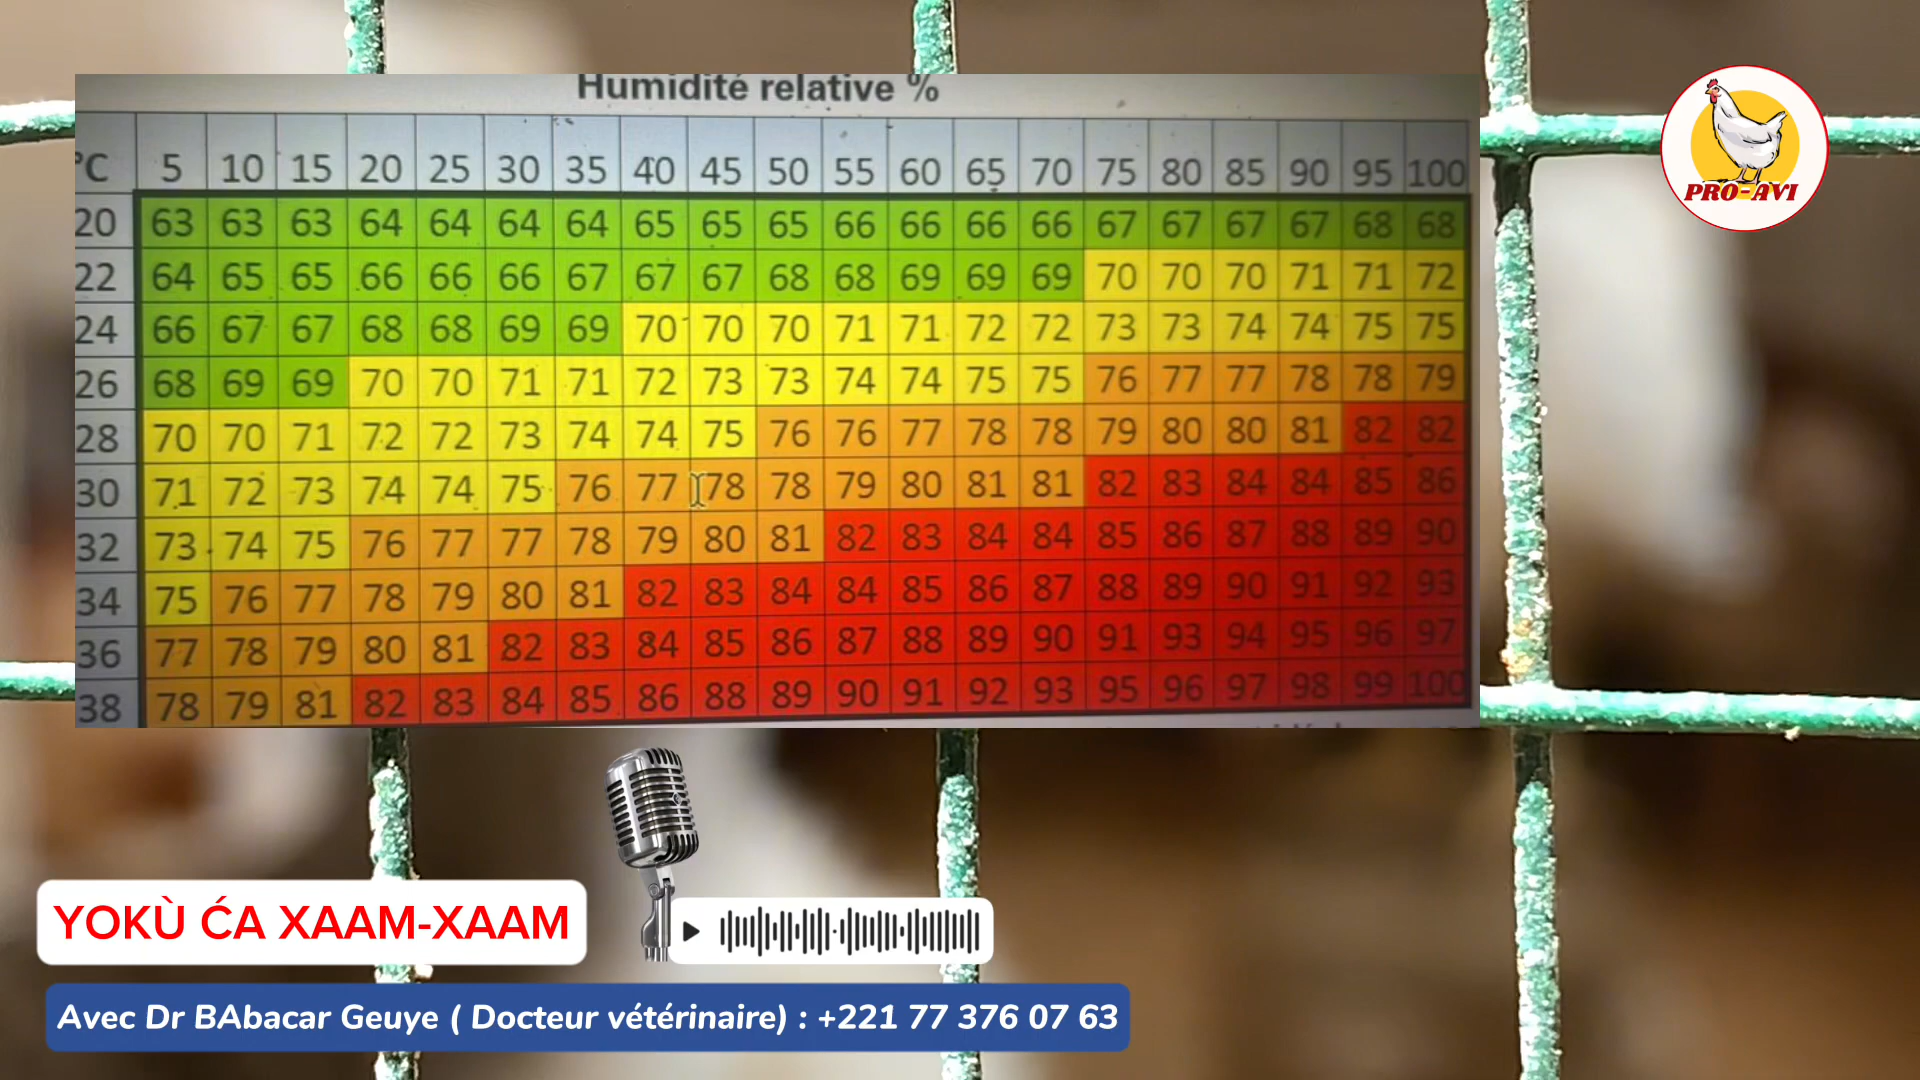 Humidité relative %
°C 5 10 15 20 25 30 35 40 45 50 55 60 65 70 75 80 85 90 95 100
20 63 63 63 64 64 64 64 65 65 65 66 66 66 66 67 67 67 67 68 68
22 64 65 65 66 66 66 67 67 67 68 68 69 69 69 70 70 70 71 71 72
24 66 67 67 68 68 69 69 70 70 70 71 71 72 72 73 73 74 74 75 75
26 68 69 69 70 70 71 71 72 73 73 74 74 75 75 76 77 77 78 78 79
28 70 70 71 72 72 73 74 74 75 76 76 77 78 78 79 80 80 81 82 82
30 71 72 73 74 74 75 76 77 78 78 79 80 81 81 82 83 84 84 85 86
32 73 74 75 76 77 77 78 79 80 81 82 83 84 84 85 86 87 88 89 90
34 75 76 77 78 79 80 81 82 83 84 84 85 86 87 88 89 90 91 92 93
36 77 78 79 80 81 82 83 84 85 86 87 88 89 90 91 93 94 95 96 97
38 78 79 81 82 83 84 85 86 88 89 90 91 92 93 95 96 97 98 99 100
PRO-AVI
YOKÙ ĆA XAAM-XAAM
Avec Dr BAbacar Geuye ( Docteur vétérinaire) : +221 77 376 07 63